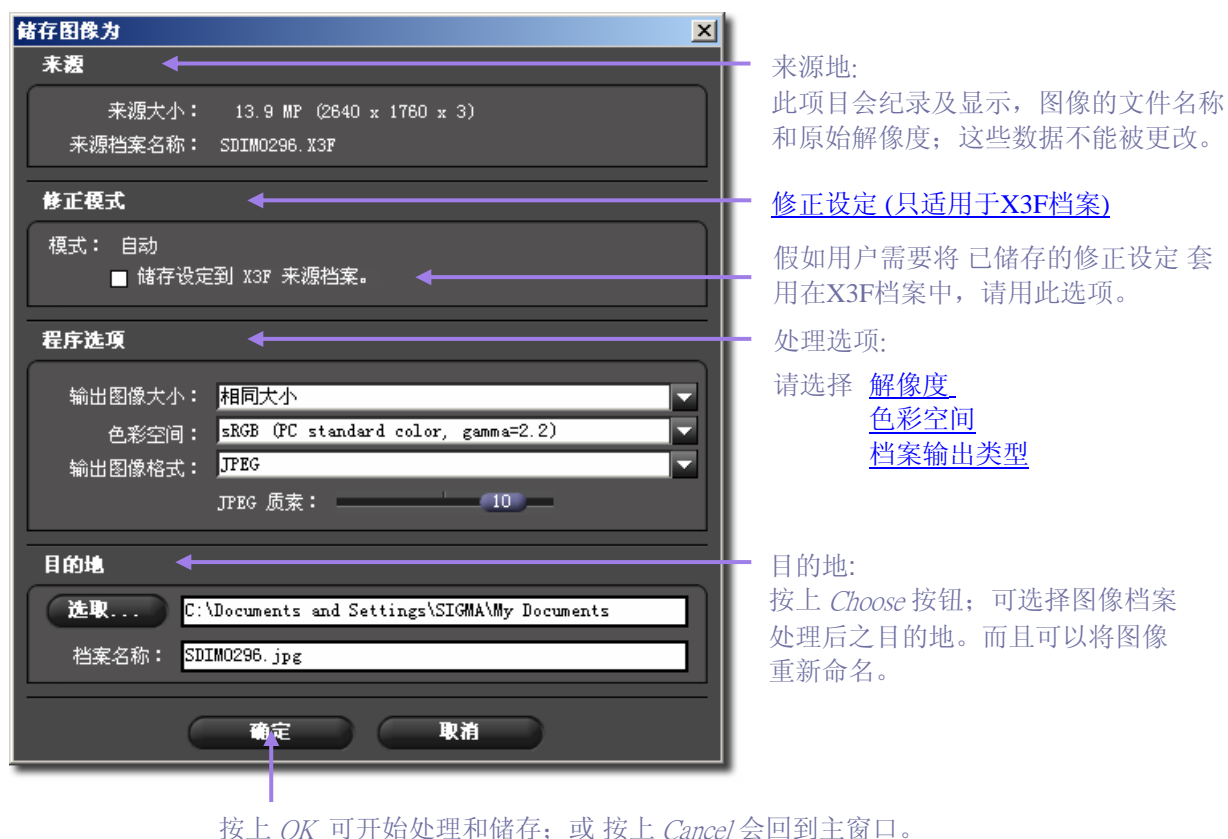 储存图像为
来源
来源大小： 13.9 MP (2640 x 1760 x 3)
来源档案名称： SDIM0296.X3F
修正模式
模式： 自动
储存设定到 X3F 来源档案。
程序选项
输出图像大小： 相同大小
色彩空间： sRGB (PC standard color, gamma=2.2)
输出图像格式： JPEG
JPEG 质素： 10
目的地
选取... C:\Documents and Settings\SIGMA\My Documents
档案名称： SDIM0296.jpg
确定 取消
来源地:
此项目会纪录及显示，图像的文件名称
和原始解像度；这些数据不能被更改。
修正设定 (只适用于X3F档案)
假如用户需要将 已储存的修正设定 套
用在X3F档案中，请用此选项。
处理选项:
请选择 解像度
色彩空间
档案输出类型
目的地:
按上 Choose 按钮；可选择图像档案
处理后之目的地。而且可以将图像
重新命名。
按上 OK 可开始处理和储存；或 按上 Cancel 会回到主窗口。